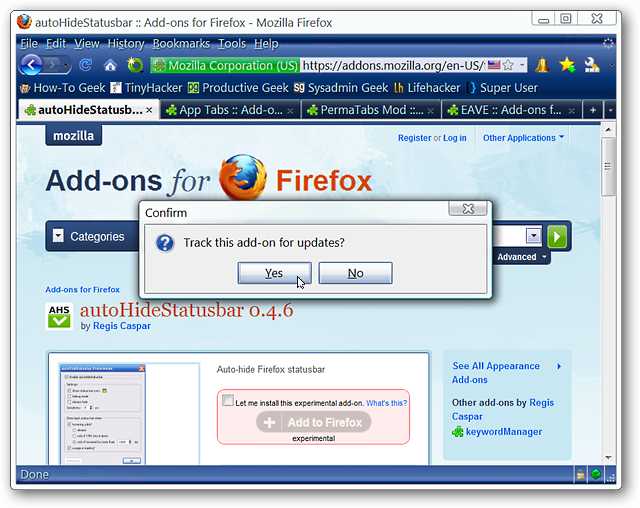 autoHideStatusbar :: Add-ons for Firefox - Mozilla Firefox
File Edit View History Bookmarks Tools Help
Mozilla Corporation (US) https://addons.mozilla.org/en-US/
How-To Geek TinyHacker Productive Geek Sysadmin Geek Lifehacker Super User
autoHideStatusb... App Tabs :: Add-o... PermaTabs Mod ::... EAVE :: Add-ons f...
mozilla
Register or Log in Other Applications
Add-ons for Firefox
Categories
Advanced
Confirm
Track this add-on for updates?
Yes No
Add-ons for Firefox
AHS autoHideStatusbar 0.4.6
by Regis Caspar
Auto-hide Firefox statusbar
Let me install this experimental add-on. What's this?
Add to Firefox
experimental
See All Appearance
Add-ons
Other add-ons by Regis
Caspar
keywordManager
Done